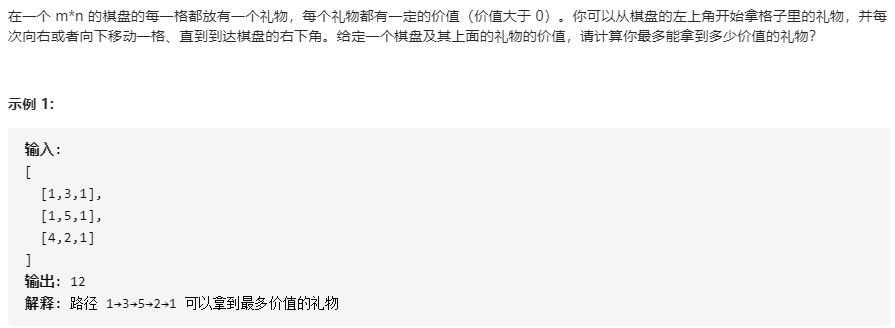 在一个 m*n 的棋盘的每一格都放有一个礼物，每个礼物都有一定的价值（价值大于 0）。你可以从棋盘的左上角开始拿格子里的礼物，并每
次向右或者向下移动一格、直到到达棋盘的右下角。给定一个棋盘及其上面的礼物的价值，请计算你最多能拿到多少价值的礼物？
示例 1:
输入:
[
[1,3,1],
[1,5,1],
[4,2,1]
]
输出: 12
解释: 路径 1→3→5→2→1 可以拿到最多价值的礼物